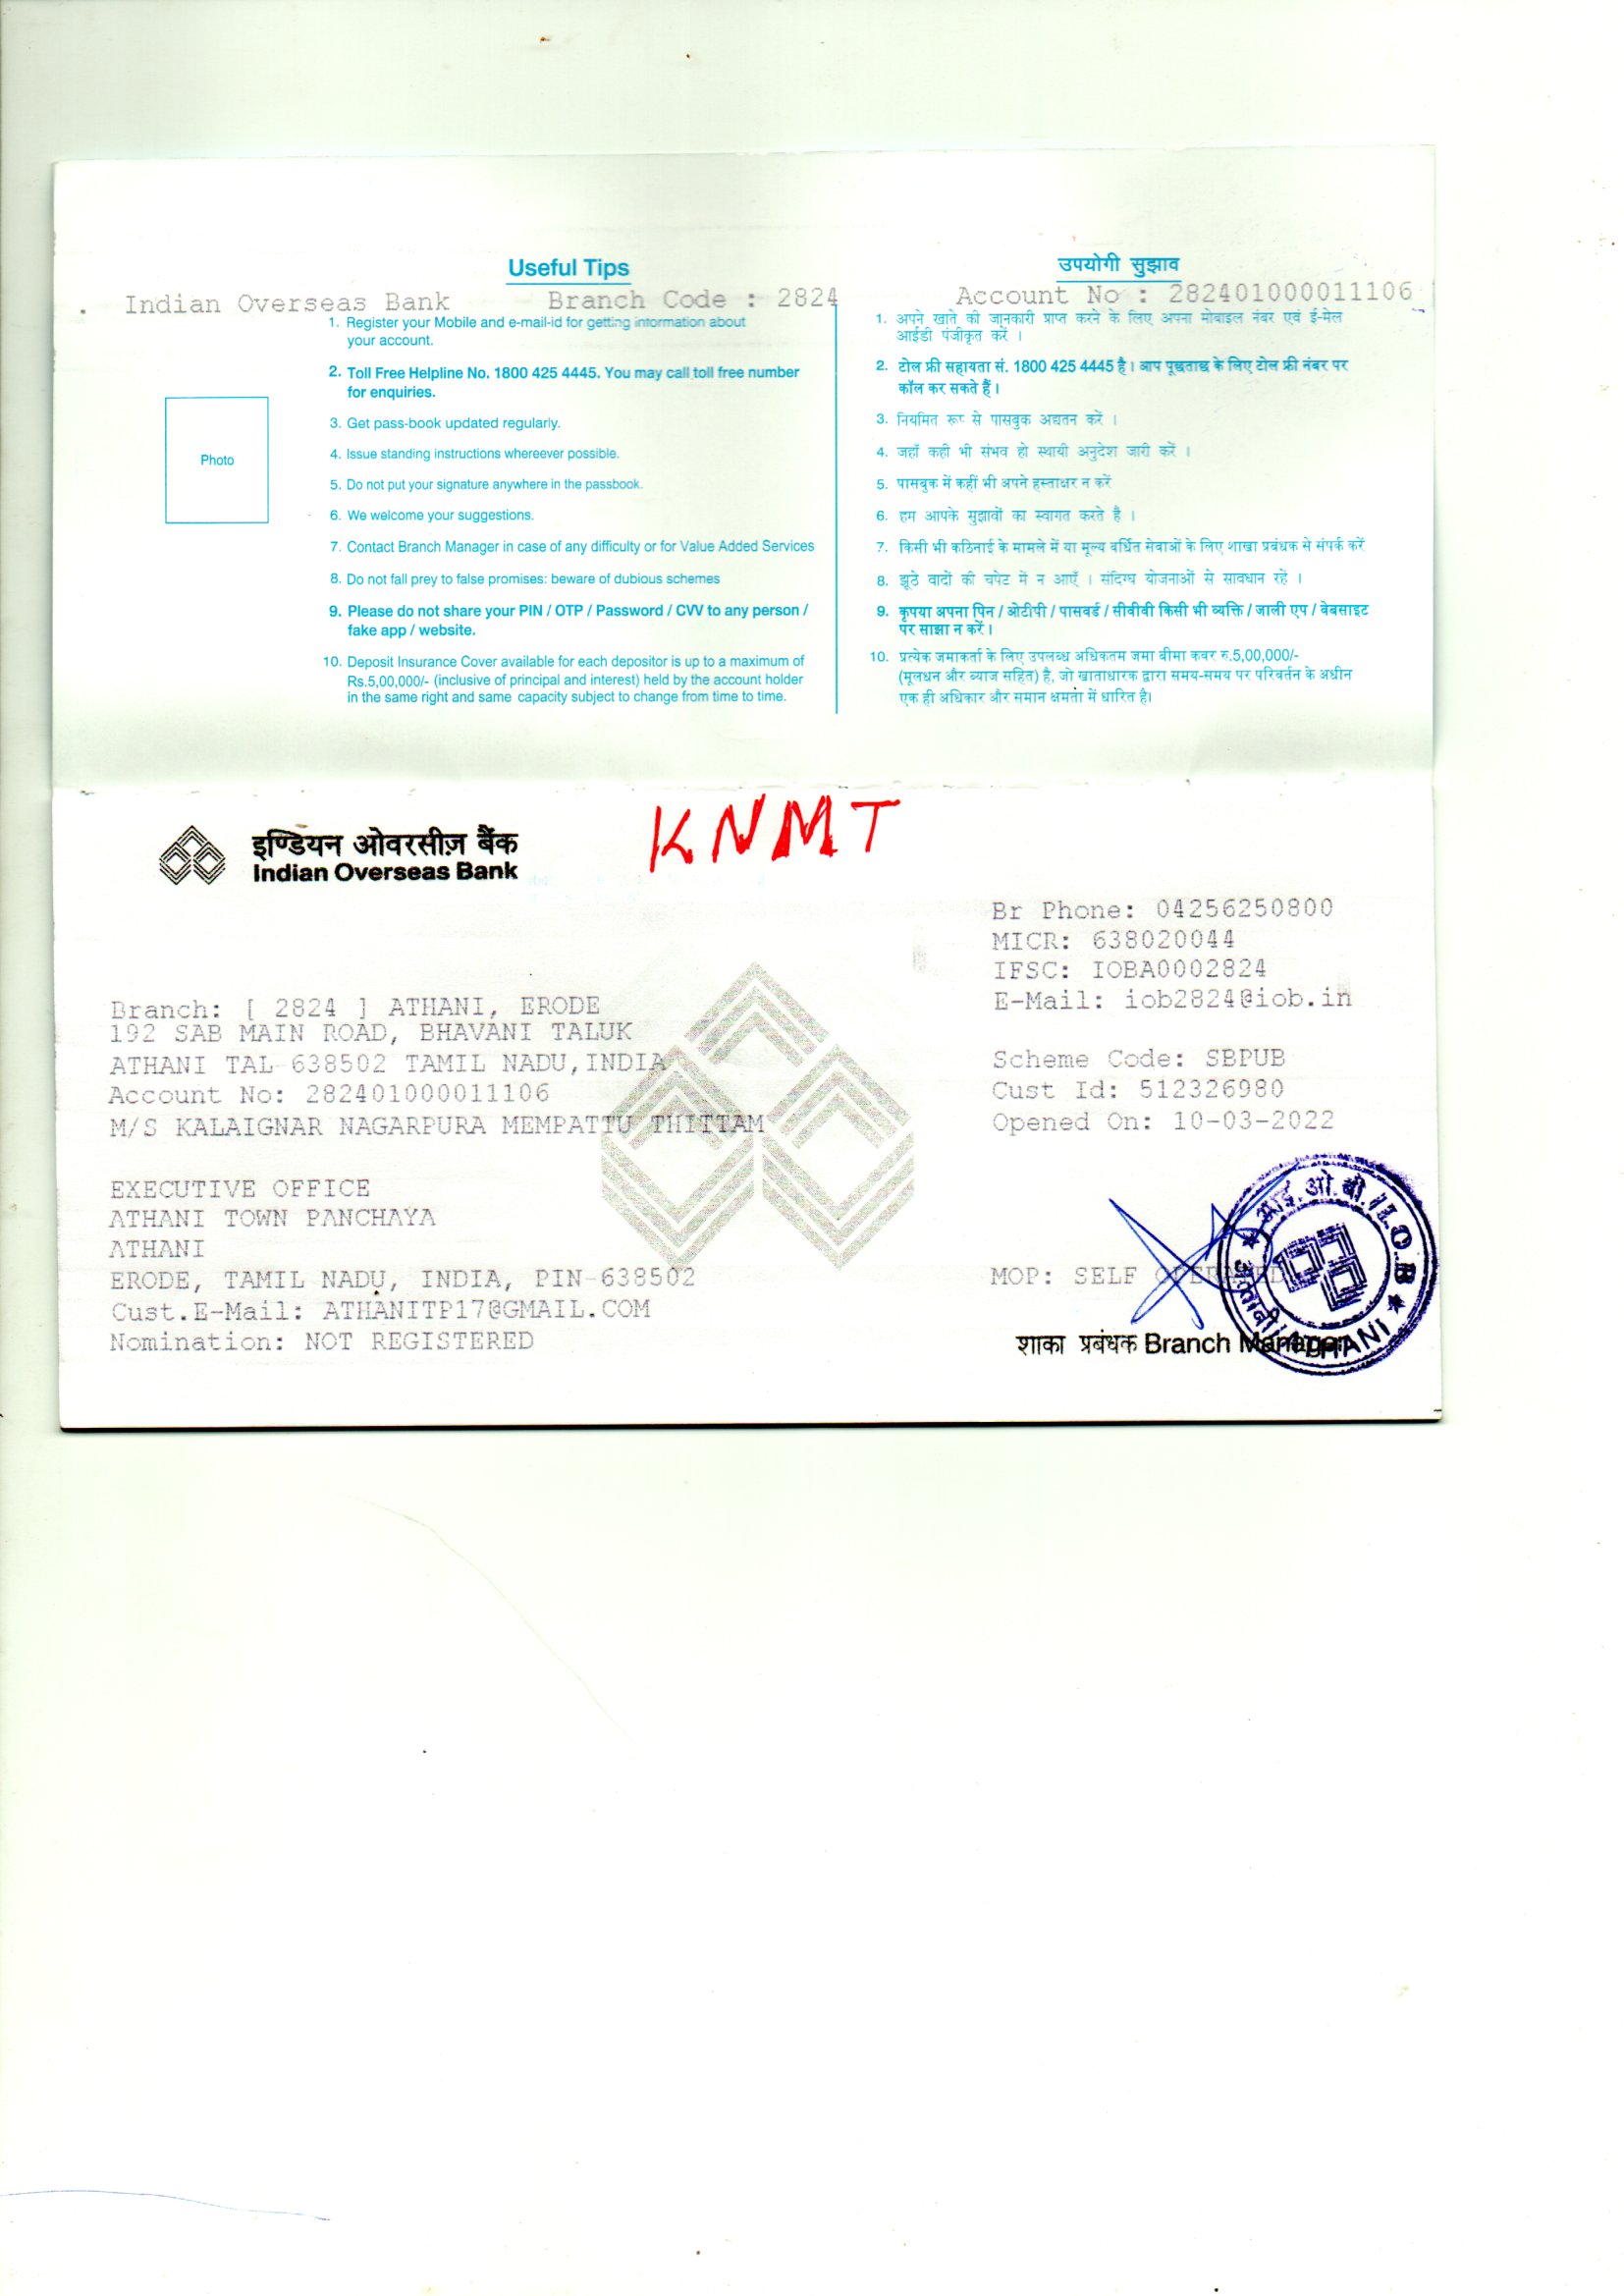 Useful Tips
Indian Overseas Bank Branch Code : 2824
1. Register your Mobile and e-mail-id for getting information about
your account.
2. Toll Free Helpline No. 1800 425 4445. You may call toll free number
for enquiries.
3. Get pass-book updated regularly.
4. Issue standing instructions whereever possible.
5. Do not put your signature anywhere in the passbook.
6. We welcome your suggestions.
7. Contact Branch Manager in case of any difficulty or for Value Added Services
8. Do not fall prey to false promises: beware of dubious schemes
9. Please do not share your PIN / OTP / Password / CVV to any person /
fake app / website.
10. Deposit Insurance Cover available for each depositor is up to a maximum of
Rs.5,00,000/- (inclusive of principal and interest) held by the account holder
in the same right and same capacity subject to change from time to time.
Photo
उपयोगी सुझाव
Account No : 282401000011106
1. अपने खाते की जानकारी प्राप्त करने के लिए अपना मोबाइल नंबर एवं ई-मेल
आईडी पंजीकृत करें ।
2. टोल फ्री सहायता सं. 1800 425 4445 है। आप पूछताछ के लिए टोल फ्री नंबर पर
कॉल कर सकते हैं।
3. नियमित रूप से पासबुक अद्यतन करें ।
4. जहाँ कही भी संभव हो स्थायी अनुदेश जारी करें ।
5. पासबुक में कहीं भी अपने हस्ताक्षर न करें
6. हम आपके सुझावों का स्वागत करते है ।
7. किसी भी कठिनाई के मामले में या मूल्य वर्धित सेवाओं के लिए शाखा प्रबंधक से संपर्क करें
8. झूठे वादों की चपेट में न आएँ । संदिग्ध योजनाओं से सावधान रहें ।
9. कृपया अपना पिन / ओटीपी / पासवर्ड / सीवीवी किसी भी व्यक्ति / जाली एप / वेबसाइट
पर साझा न करें।
10. प्रत्येक जमाकर्ता के लिए उपलब्ध अधिकतम जमा बीमा कवर रु.5,00,000/-
(मूलधन और ब्याज सहित) है, जो खाताधारक द्वारा समय-समय पर परिवर्तन के अधीन
एक ही अधिकार और समान क्षमता में धारित है।
KNMT
इण्डियन ओवरसीज़ बैंक
Indian Overseas Bank
Br Phone: 04256250800
MICR: 638020044
IFSC: IOBA0002824
E-Mail: iob2824@iob.in
Branch: [ 2824 ] ATHANI, ERODE
192 SAB MAIN ROAD, BHAVANI TALUK
ATHANI TAL-638502 TAMIL NADU,INDIA
Account No: 282401000011106
M/S KALAIGNAR NAGARPURA MEMPATTU THITTAM
Scheme Code: SBPUB
Cust Id: 512326980
Opened On: 10-03-2022
EXECUTIVE OFFICE
ATHANI TOWN PANCHAYA
ATHANI
ERODE, TAMIL NADU, INDIA, PIN-638502
Cust.E-Mail: ATHANITP17@GMAIL.COM
Nomination: NOT REGISTERED
MOP: SELF OPERATED
शाका प्रबंधक Branch Manager
आई.ओ.बी./I.O.B
ATHANI